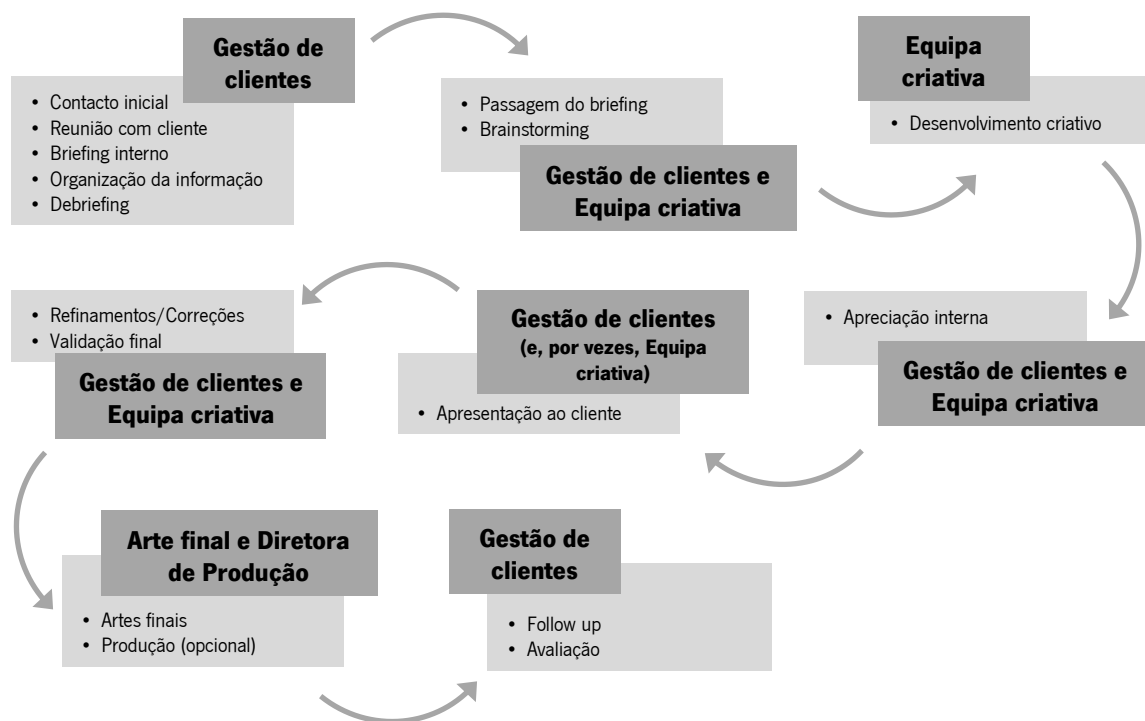 Gestão de
clientes
• Contacto inicial
• Reunião com cliente
• Briefing interno
• Organização da informação
• Debriefing
• Passagem do briefing
• Brainstorming
Gestão de clientes e
Equipa criativa
Equipa
criativa
• Desenvolvimento criativo
• Apreciação interna
Gestão de clientes e
Equipa criativa
Gestão de clientes
(e, por vezes, Equipa
criativa)
• Apresentação ao cliente
• Refinamentos/Correções
• Validação final
Gestão de clientes e
Equipa criativa
Arte final e Diretora
de Produção
• Artes finais
• Produção (opcional)
Gestão de
clientes
• Follow up
• Avaliação